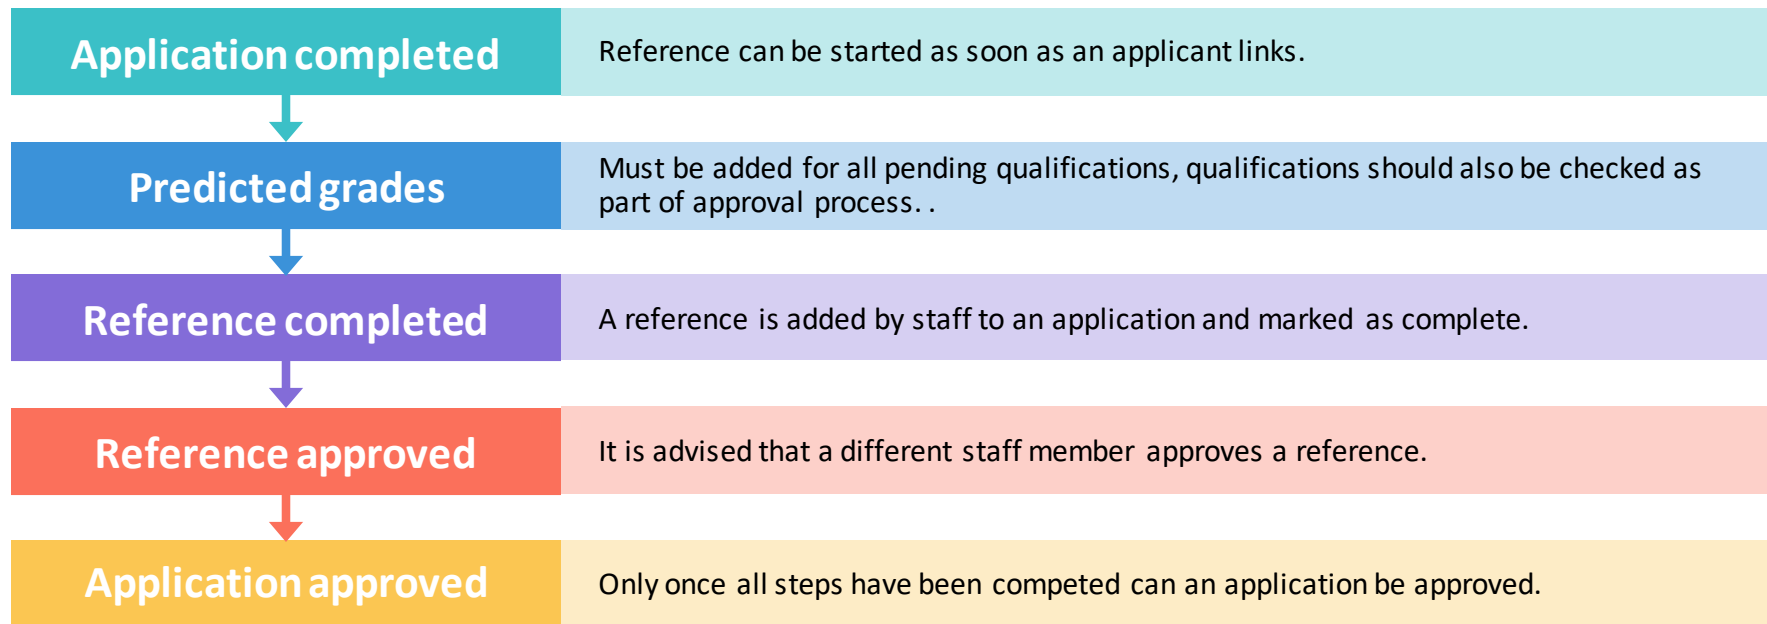 Application completed
Reference can be started as soon as an applicant links.
Predicted grades
Must be added for all pending qualifications, qualifications should also be checked as
part of approval process. .
Reference completed
A reference is added by staff to an application and marked as complete.
Reference approved
It is advised that a different staff member approves a reference.
Application approved
Only once all steps have been competed can an application be approved.